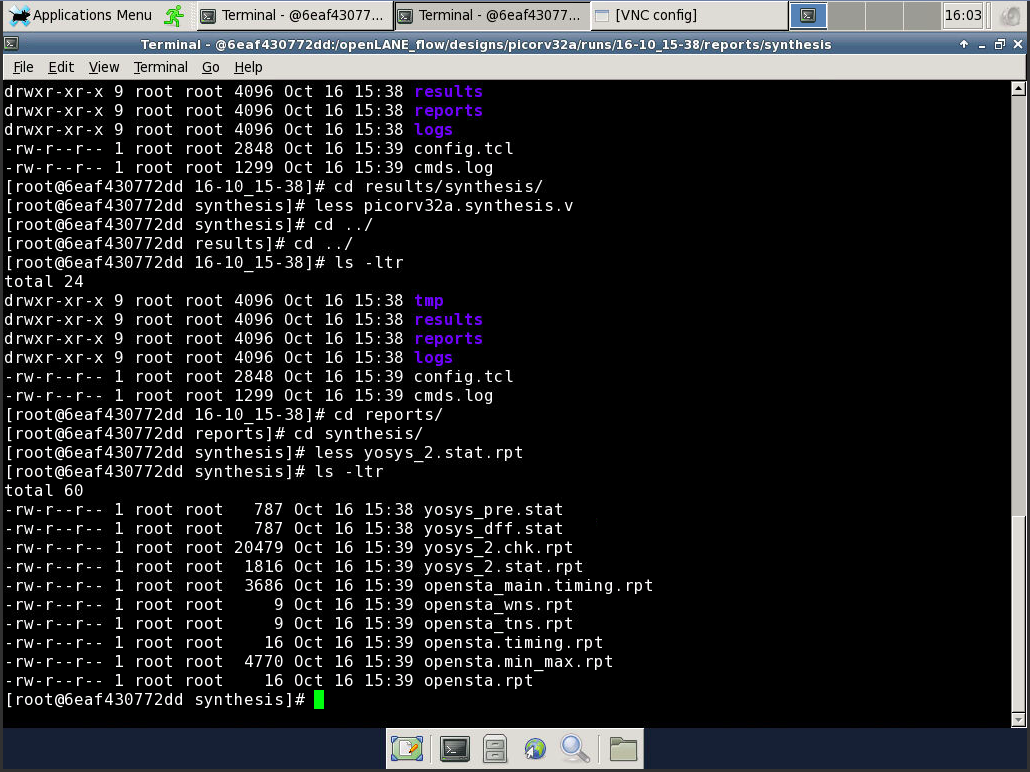 Applications Menu
Terminal - @6eaf43077...
Terminal - @6eaf43077...
[VNC config]
16:03
Terminal - @6eaf430772dd:/openLANE_flow/designs/picorv32a/runs/16-10_15-38/reports/synthesis
File Edit View Terminal Go Help
drwxr-xr-x 9 root root 4096 Oct 16 15:38 results
drwxr-xr-x 9 root root 4096 Oct 16 15:38 reports
drwxr-xr-x 9 root root 4096 Oct 16 15:38 logs
-rw-r--r-- 1 root root 2848 Oct 16 15:39 config.tcl
-rw-r--r-- 1 root root 1299 Oct 16 15:39 cmds.log
[root@6eaf430772dd 16-10_15-38]# cd results/synthesis/
[root@6eaf430772dd synthesis]# less picorv32a.synthesis.v
[root@6eaf430772dd synthesis]# cd ../
[root@6eaf430772dd results]# cd ../
[root@6eaf430772dd 16-10_15-38]# ls -ltr
total 24
drwxr-xr-x 9 root root 4096 Oct 16 15:38 tmp
drwxr-xr-x 9 root root 4096 Oct 16 15:38 results
drwxr-xr-x 9 root root 4096 Oct 16 15:38 reports
drwxr-xr-x 9 root root 4096 Oct 16 15:38 logs
-rw-r--r-- 1 root root 2848 Oct 16 15:39 config.tcl
-rw-r--r-- 1 root root 1299 Oct 16 15:39 cmds.log
[root@6eaf430772dd 16-10_15-38]# cd reports/
[root@6eaf430772dd reports]# cd synthesis/
[root@6eaf430772dd synthesis]# less yosys_2.stat.rpt
[root@6eaf430772dd synthesis]# ls -ltr
total 60
-rw-r--r-- 1 root root   787 Oct 16 15:38 yosys_pre.stat
-rw-r--r-- 1 root root   787 Oct 16 15:38 yosys_dff.stat
-rw-r--r-- 1 root root 20479 Oct 16 15:39 yosys_2.chk.rpt
-rw-r--r-- 1 root root  1816 Oct 16 15:39 yosys_2.stat.rpt
-rw-r--r-- 1 root root  3686 Oct 16 15:39 opensta_main.timing.rpt
-rw-r--r-- 1 root root     9 Oct 16 15:39 opensta_wns.rpt
-rw-r--r-- 1 root root     9 Oct 16 15:39 opensta_tns.rpt
-rw-r--r-- 1 root root    16 Oct 16 15:39 opensta.timing.rpt
-rw-r--r-- 1 root root  4770 Oct 16 15:39 opensta.min_max.rpt
-rw-r--r-- 1 root root    16 Oct 16 15:39 opensta.rpt
[root@6eaf430772dd synthesis]#